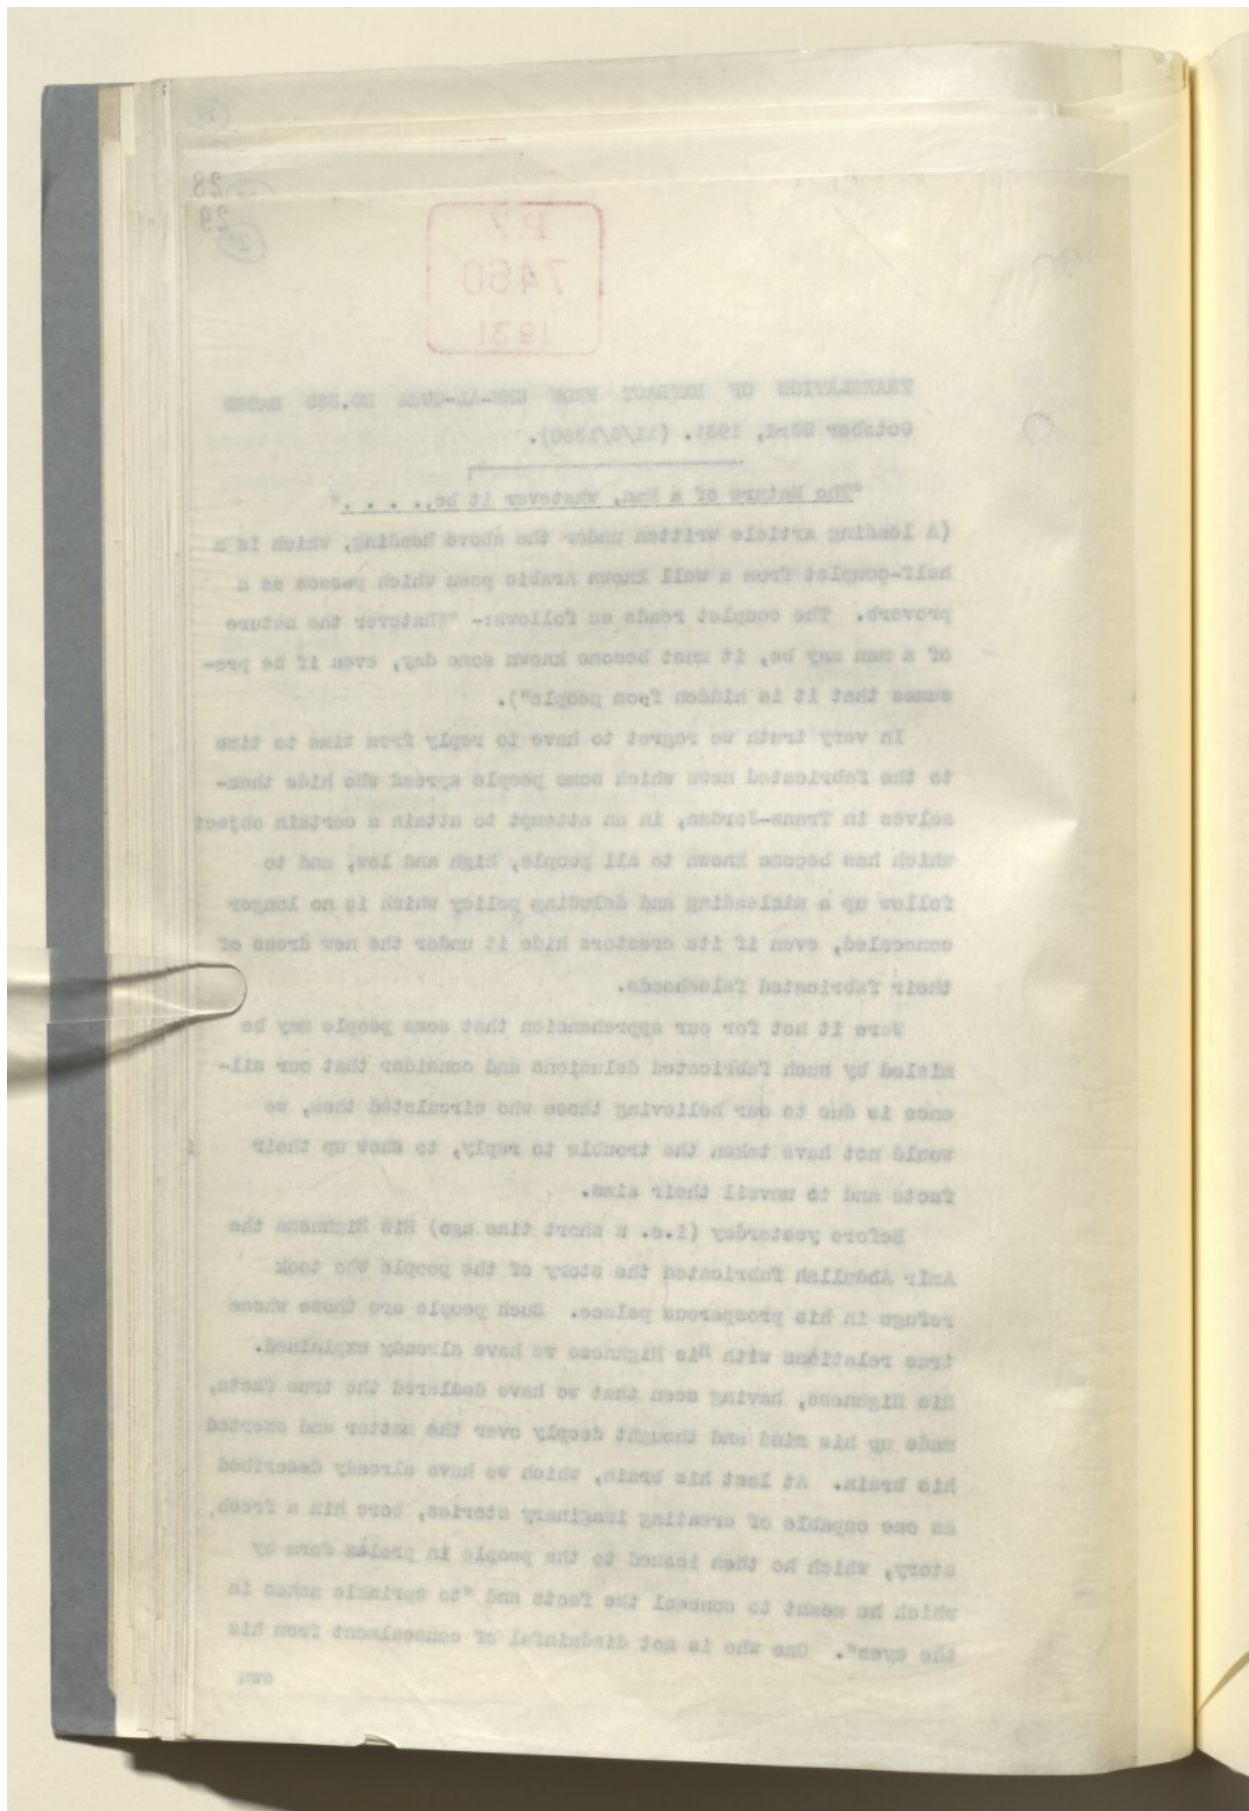 28
29
P.Z.
7460
1931
TRANSLATION OF EXTRACT FROM UMM-AL-QURA NO. DATED
October 23rd, 1931. (11/6/1350).
"The Nature of a Man, whatever it be,. . . ."
(A leading article written under the above heading, which is a
half-couplet from a well known Arabic poem which passes as a
proverb. The couplet reads as follows:- "Whatever the nature
of a man may be, it must become known some day, even if he pre-
sumes that it is hidden from people").
In very truth we regret to have to reply from time to time
to the fabricated news which some people spread who hide them-
selves in Trans-Jordan, in an attempt to attain a certain object
which has become known to all people, high and low, and to
follow up a misleading and deluding policy which is no longer
concealed, even if its creators hide it under the new dress of
their fabricated falsehoods.
Were it not for our apprehension that some people may be
misled by such fabricated delusions and consider that our sil-
ence is due to our believing those who circulated them, we
would not have taken the trouble to reply, to show up their
facts and to unveil their aims.
Before yesterday (i.e. a short time ago) His Highness the
Amir Abdullah fabricated the story of the people who took
refuge in his prosperous palace. Such people are those whose
true relations with His Highness we have already explained.
His Highness, having seen that we have declared the true facts,
made up his mind and thought deeply over the matter and exerted
his brain. At last his brain, which we have already described
as one capable of creating imaginary stories, bore him a fresh
story, which he then issued to the people in prolix form by
which he meant to conceal the facts and "to sprinkle ashes in
the eyes". One who is not disdainful of concealment from his
own